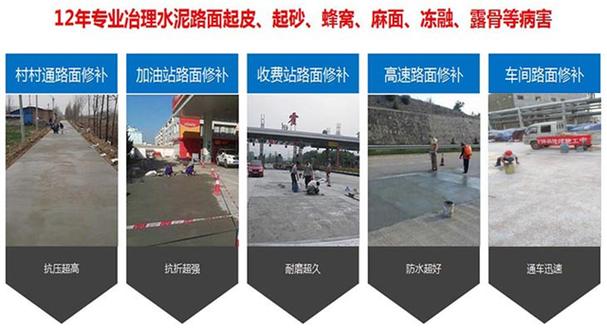 12年专业冶理水泥路面起皮、起砂、蜂窝、麻面、冻融、露骨等病害
村村通路面修补
加油站路面修补
收费站路面修补
高速路面修补
车间路面修补
抗压超高
抗折超强
耐磨超久
防水超好
通车迅速